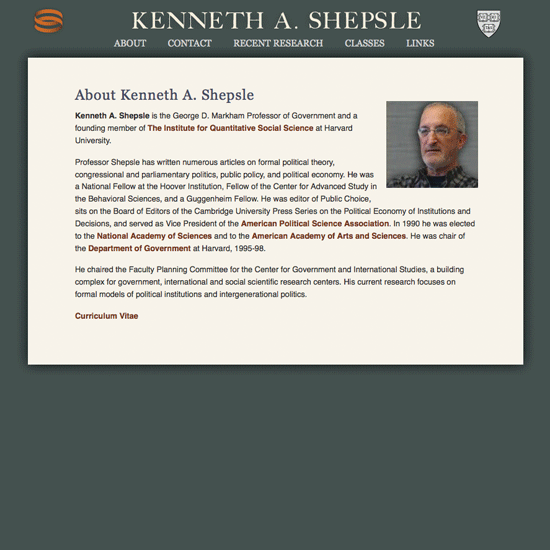 KENNETH A. SHEPSLE
ABOUT CONTACT RECENT RESEARCH CLASSES LINKS
About Kenneth A. Shepsle
Kenneth A. Shepsle is the George D. Markham Professor of Government and a
founding member of The Institute for Quantitative Social Science at Harvard
University.
Professor Shepsle has written numerous articles on formal political theory,
congressional and parliamentary politics, public policy, and political economy. He was
a National Fellow at the Hoover Institution, Fellow of the Center for Advanced Study in
the Behavioral Sciences, and a Guggenheim Fellow. He was editor of Public Choice,
sits on the Board of Editors of the Cambridge University Press Series on the Political Economy of Institutions and
Decisions, and served as Vice President of the American Political Science Association. In 1990 he was elected
to the National Academy of Sciences and to the American Academy of Arts and Sciences. He was chair of
the Department of Government at Harvard, 1995-98.
He chaired the Faculty Planning Committee for the Center for Government and International Studies, a building
complex for government, international and social scientific research centers. His current research focuses on
formal models of political institutions and intergenerational politics.
Curriculum Vitae